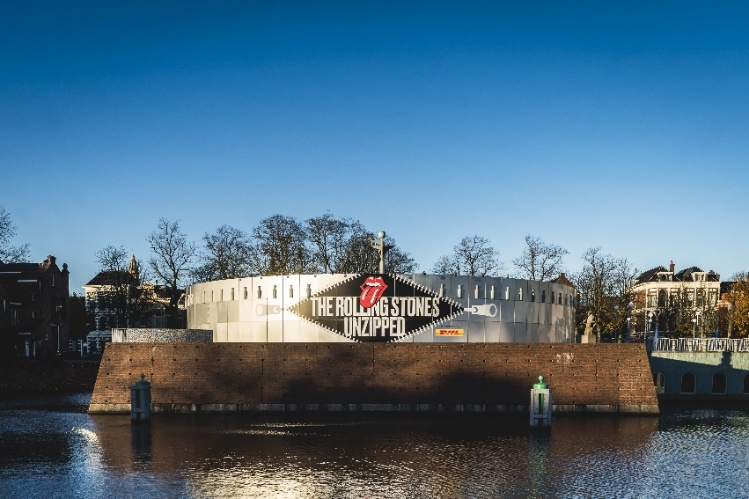 THE ROLLING STONES
UNZIPPED
DHL